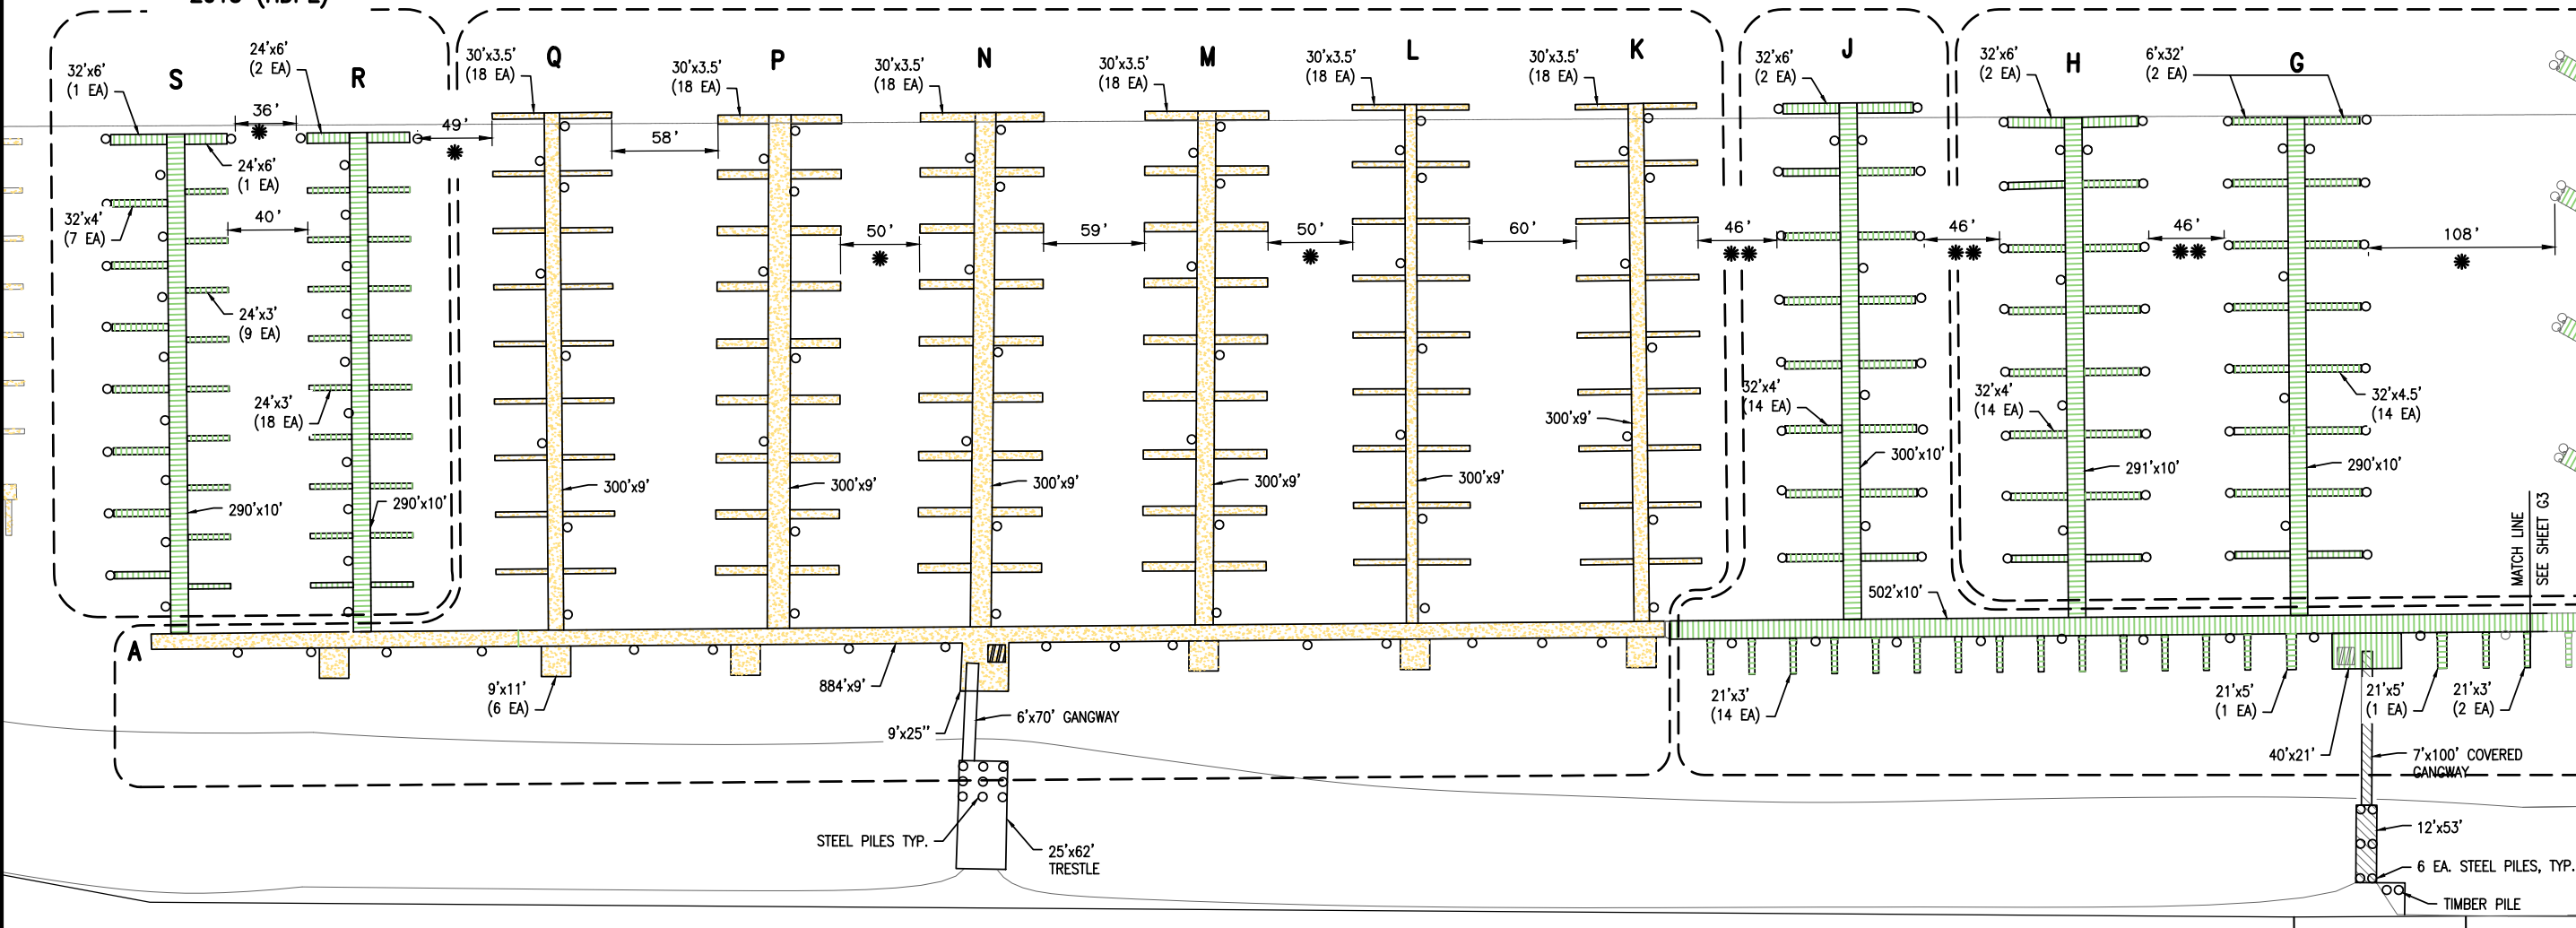 S
R
Q
P
N
M
L
K
J
H
G
32'x6'
(1 EA)
24'x6'
(2 EA)
30'x3.5'
(18 EA)
30'x3.5'
(18 EA)
30'x3.5'
(18 EA)
30'x3.5'
(18 EA)
30'x3.5'
(18 EA)
30'x3.5'
(18 EA)
32'x6'
(2 EA)
32'x6'
(2 EA)
6'x32'
(2 EA)
36'
49'
58'
24'x6'
(1 EA)
32'x4'
(7 EA)
40'
50'
59'
50'
60'
46'
46'
46'
108'
24'x3'
(9 EA)
24'x3'
(18 EA)
32'x4'
(14 EA)
32'x4'
(14 EA)
32'x4.5'
(14 EA)
290'x10'
290'x10'
300'x9'
300'x9'
300'x9'
300'x9'
300'x9'
300'x9'
300'x10'
291'x10'
290'x10'
MATCH LINE
SEE SHEET G3
502'x10'
A
9'x11'
(6 EA)
884'x9'
9'x25"
6'x70' GANGWAY
21'x3'
(14 EA)
21'x5'
(1 EA)
21'x5'
(1 EA)
21'x3'
(2 EA)
40'x21'
7'x100' COVERED
GANGWAY
STEEL PILES TYP.
25'x62'
TRESTLE
12'x53'
6 EA. STEEL PILES, TYP.
TIMBER PILE